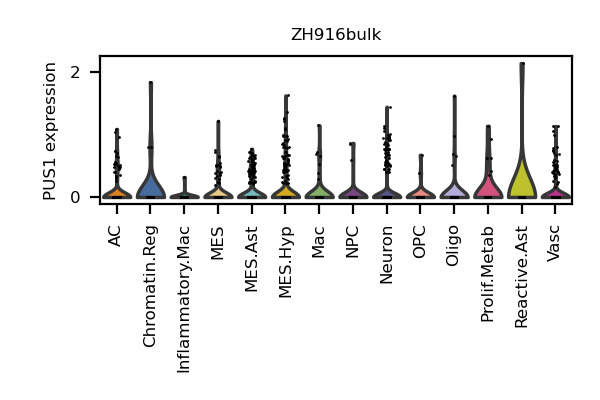 ZH916bulk
PUS1 expression
2
0
AC
Chromatin.Reg
Inflammatory.Mac
MES
MES.Ast
MES.Hyp
Mac
NPC
Neuron
OPC
Oligo
Prolif.Metab
Reactive.Ast
Vasc